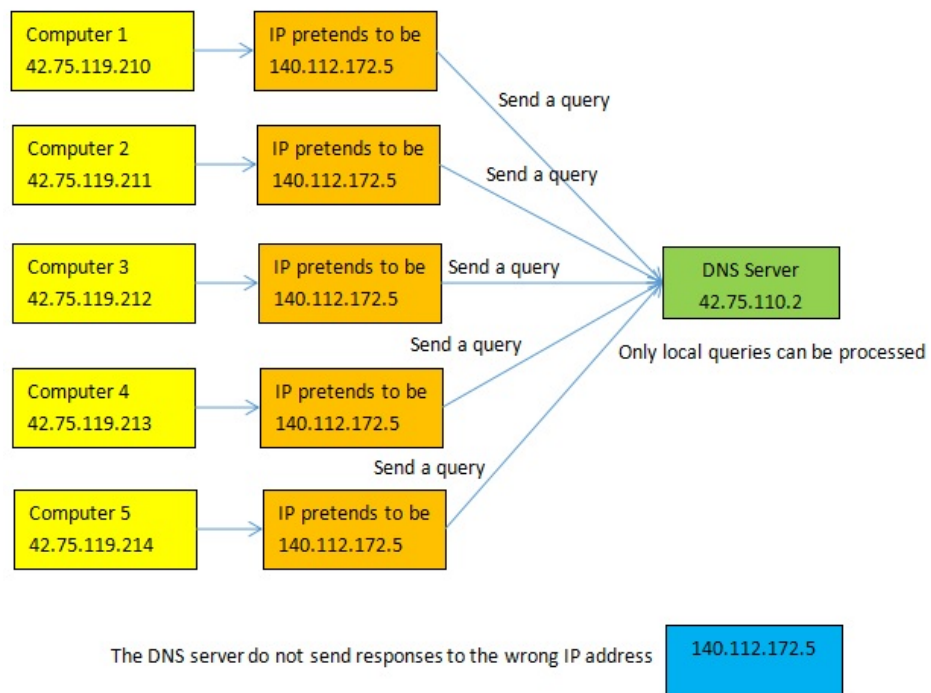 Computer 1
42.75.119.210
IP pretends to be
140.112.172.5
Send a query
Computer 2
42.75.119.211
IP pretends to be
140.112.172.5
Send a query
Computer 3
42.75.119.212
IP pretends to be
140.112.172.5
Send a query
DNS Server
42.75.110.2
Only local queries can be processed
Computer 4
42.75.119.213
IP pretends to be
140.112.172.5
Send a query
Computer 5
42.75.119.214
IP pretends to be
140.112.172.5
Send a query
The DNS server do not send responses to the wrong IP address
140.112.172.5